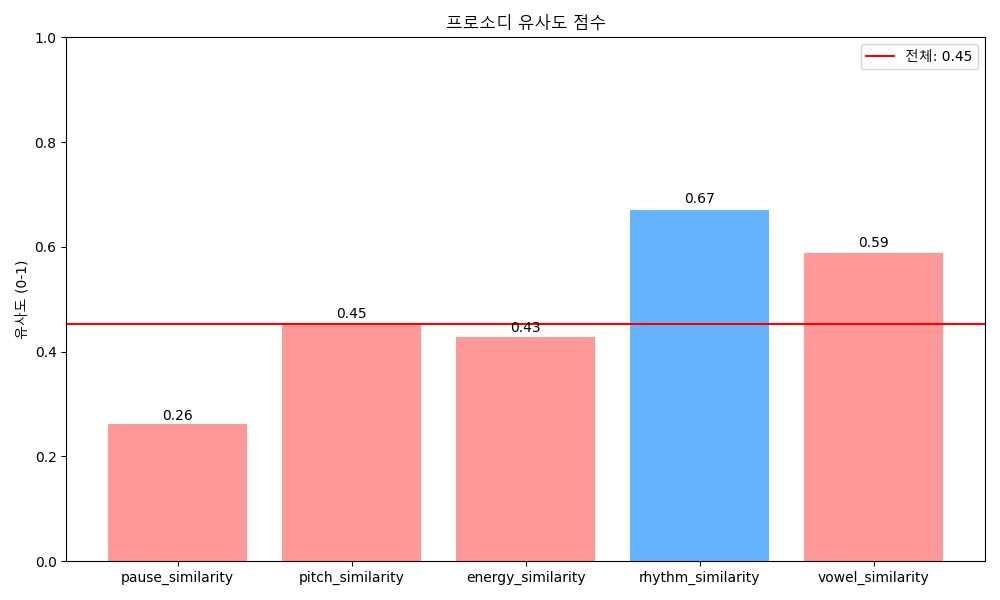 프로소디 유사도 점수
전체: 0.45
유사도 (0-1)
1.0
0.8
0.6
0.4
0.2
0.0
0.26
0.45
0.43
0.67
0.59
pause_similarity
pitch_similarity
energy_similarity
rhythm_similarity
vowel_similarity